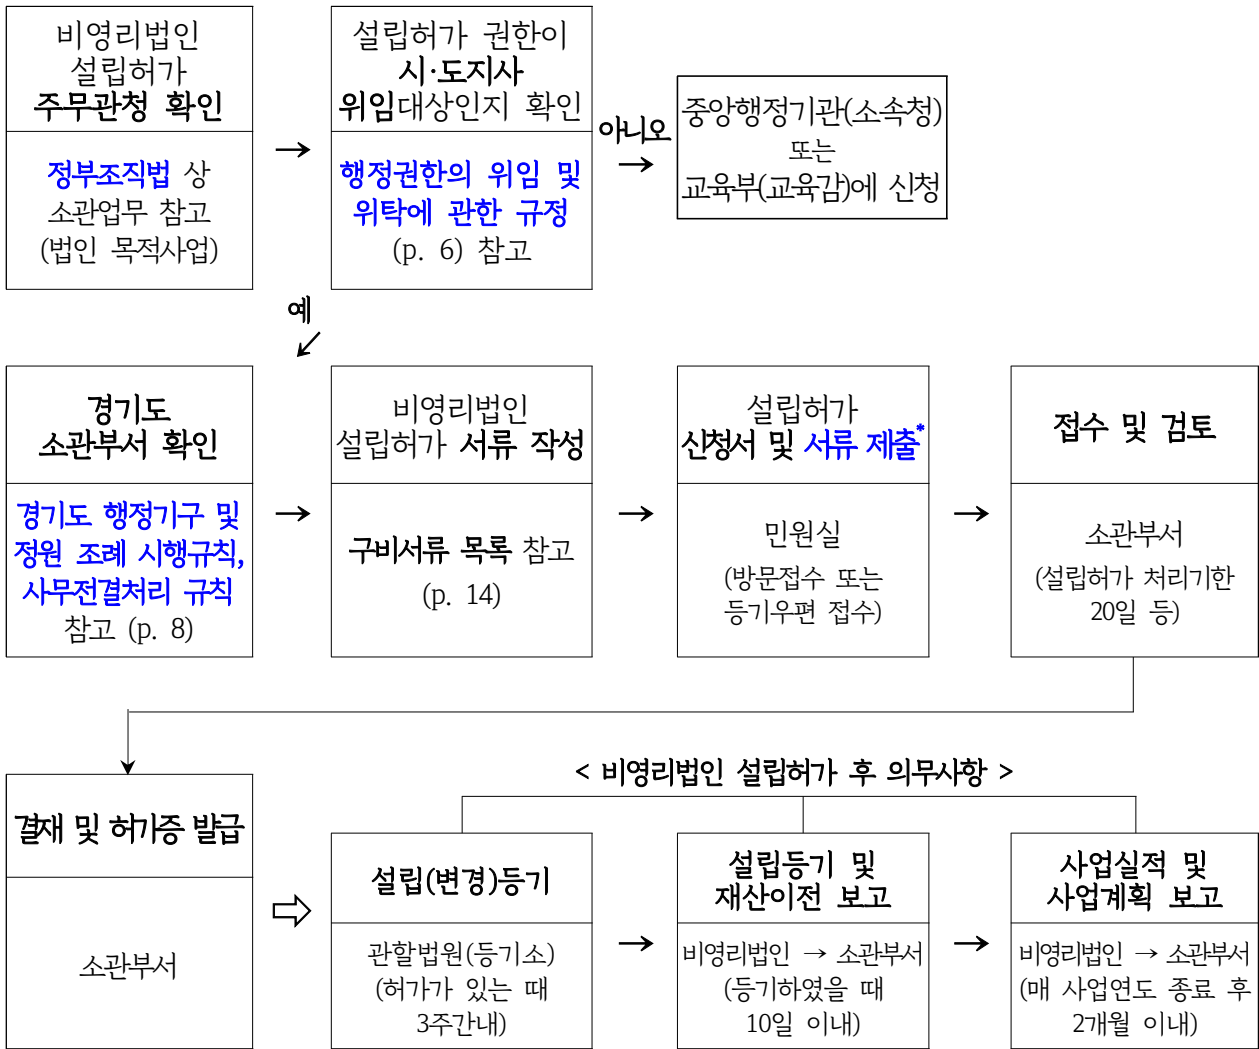 비영리법인
설립허가
주무관청 확인
정부조직법 상
소관업무 참고
(법인 목적사업)
→
설립허가 권한이
시·도지사
위임대상인지 확인
행정권한의 위임 및
위탁에 관한 규정
(p. 6) 참고
아니오
→
중앙행정기관(소속청)
또는
교육부(교육감)에 신청
예
↙
경기도
소관부서 확인
경기도 행정기구 및
정원 조례 시행규칙,
사무전결처리 규칙
참고 (p. 8)
→
비영리법인
설립허가 서류 작성
구비서류 목록 참고
(p. 14)
→
설립허가
신청서 및 서류 제출*
민원실
(방문접수 또는
등기우편 접수)
→
접수 및 검토
소관부서
(설립허가 처리기한
20일 등)
결재 및 허가증 발급
소관부서
⇨
< 비영리법인 설립허가 후 의무사항 >
설립(변경)등기
관할법원(등기소)
(허가가 있는 때
3주간내)
→
설립등기 및
재산이전 보고
비영리법인 → 소관부서
(등기하였을 때
10일 이내)
→
사업실적 및
사업계획 보고
비영리법인 → 소관부서
(매 사업연도 종료 후
2개월 이내)